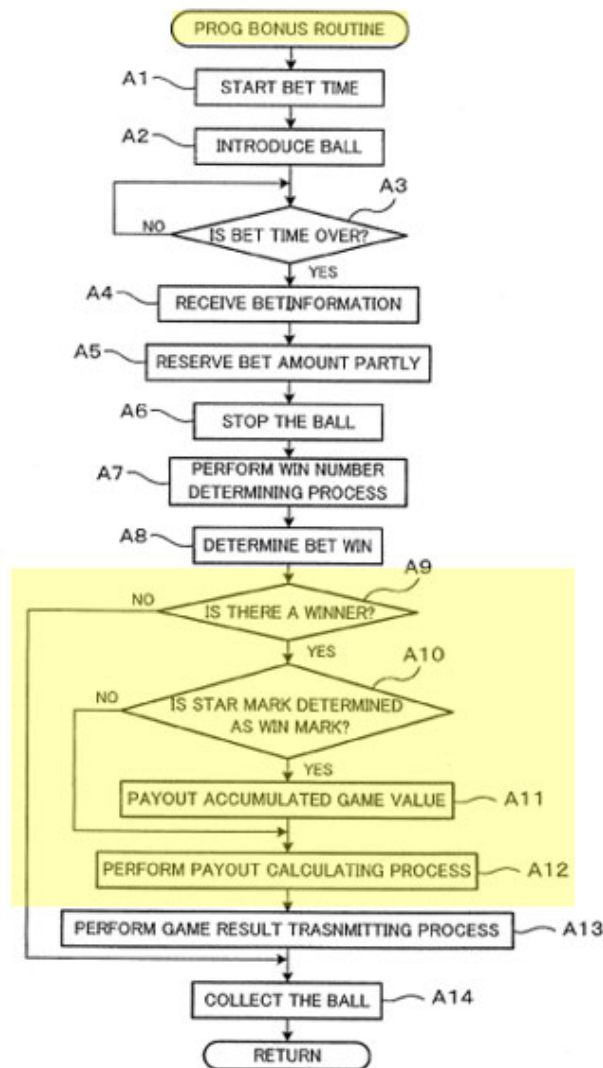 PROG BONUS ROUTINE
A1
START BET TIME
A2
INTRODUCE BALL
A3
NO
IS BET TIME OVER?
YES
A4
RECEIVE BETINFORMATION
A5
RESERVE BET AMOUNT PARTLY
A6
STOP THE BALL
A7
PERFORM WIN NUMBER
DETERMINING PROCESS
A8
DETERMINE BET WIN
A9
NO
IS THERE A WINNER?
YES
A10
NO
IS STAR MARK DETERMINED
AS WIN MARK?
YES
PAYOUT ACCUMULATED GAME VALUE
A11
PERFORM PAYOUT CALCULATING PROCESS
A12
PERFORM GAME RESULT TRASNMITTING PROCESS
A13
COLLECT THE BALL
A14
RETURN